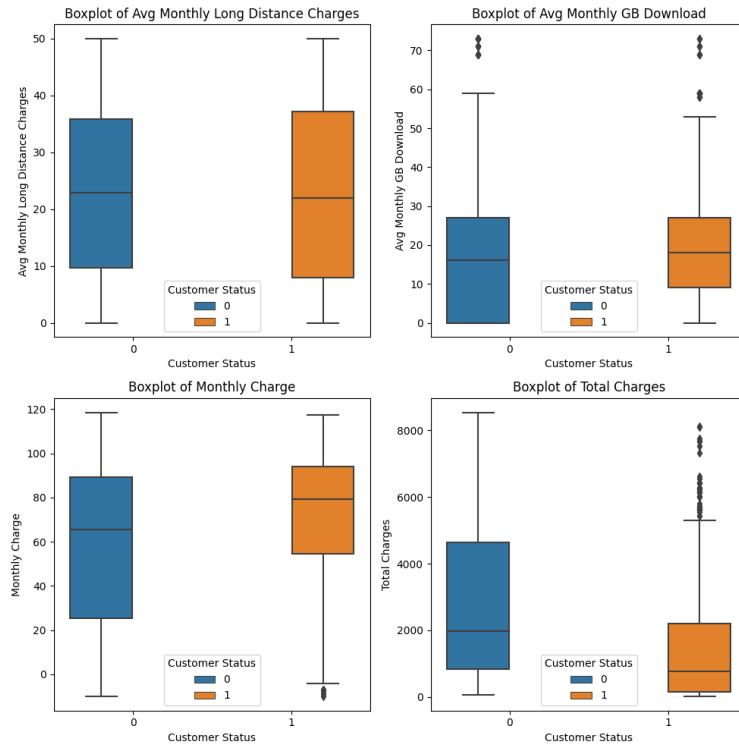 Boxplot of Avg Monthly Long Distance Charges
50
40
30
20
10
0
Avg Monthly Long Distance Charges
Customer Status
0
1
0
1
Customer Status
Boxplot of Avg Monthly GB Download
70
60
50
40
30
20
10
0
Avg Monthly GB Download
Customer Status
0
1
0
1
Customer Status
Boxplot of Monthly Charge
120
100
80
60
40
20
0
Monthly Charge
Customer Status
0
1
0
1
Customer Status
Boxplot of Total Charges
8000
6000
4000
2000
0
Total Charges
Customer Status
0
1
0
1
Customer Status